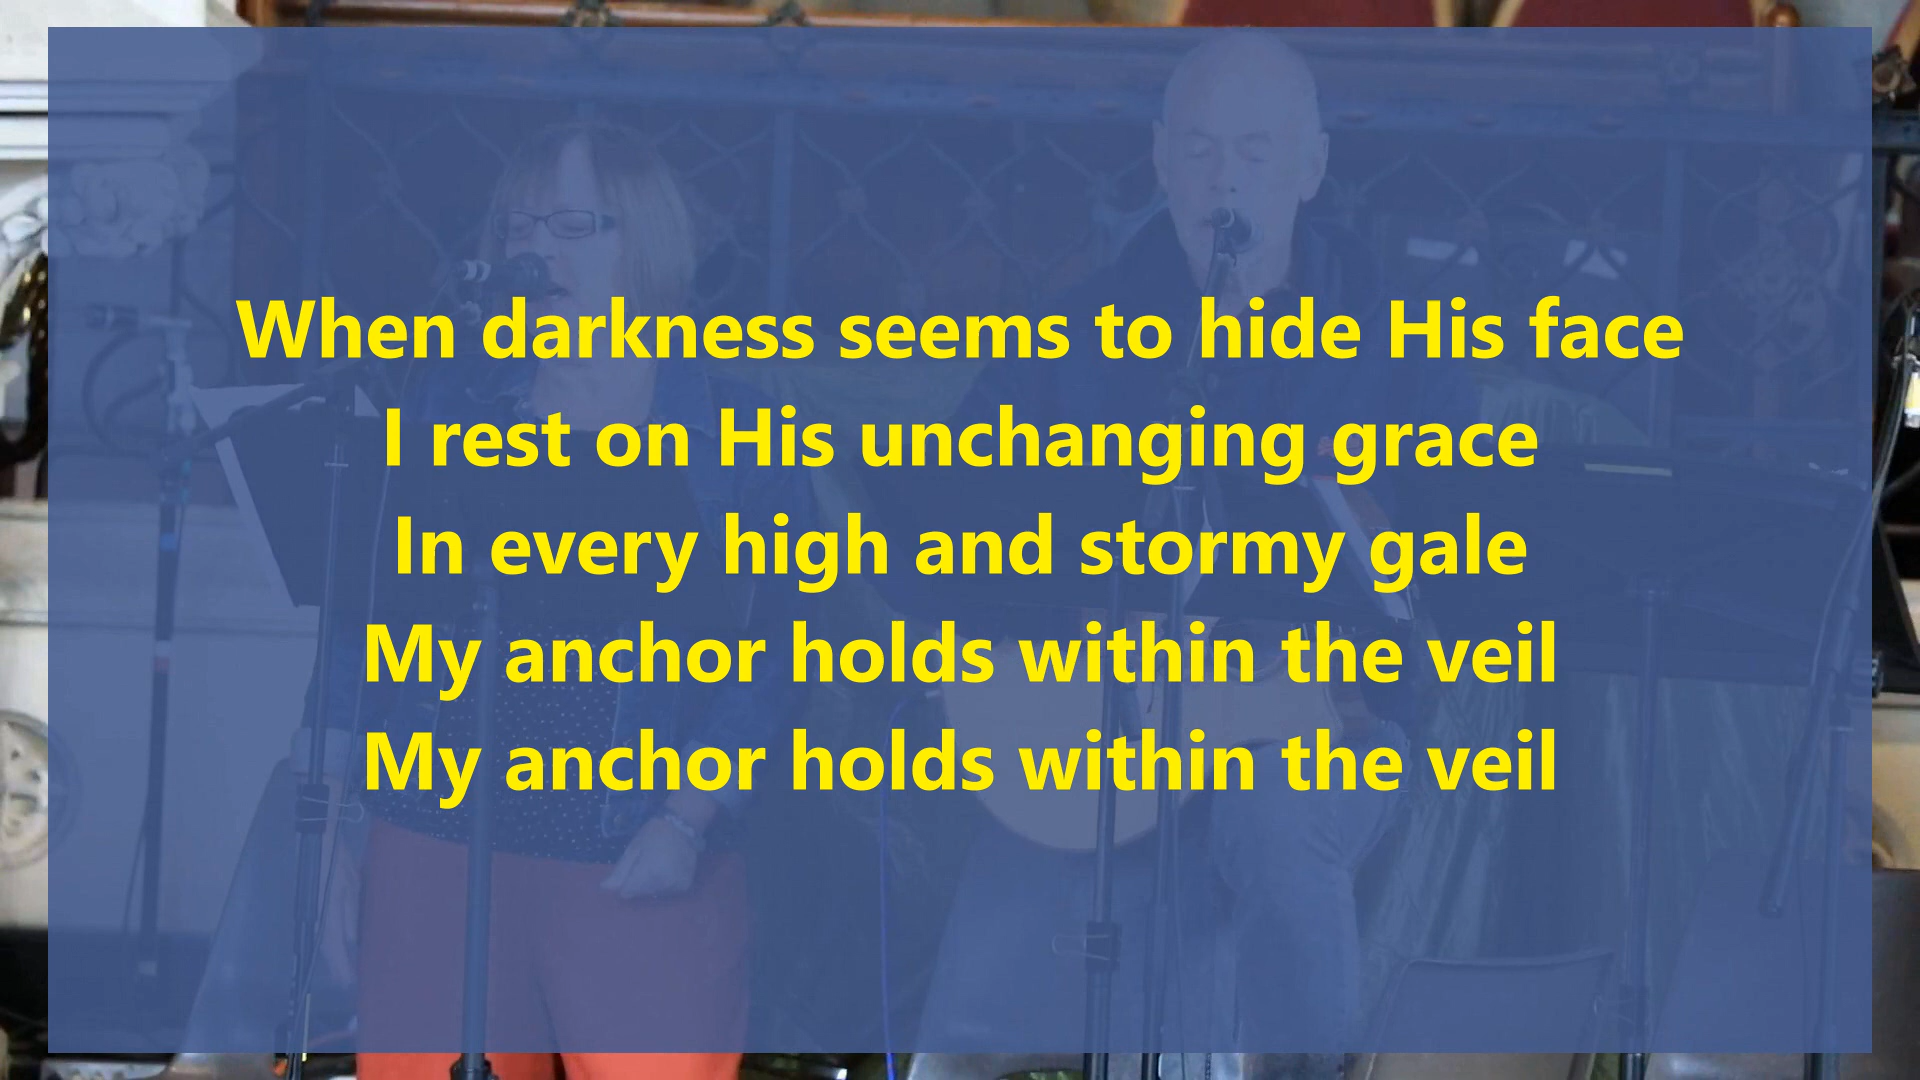 When darkness seems to hide His face
I rest on His unchanging grace
In every high and stormy gale
My anchor holds within the veil
My anchor holds within the veil